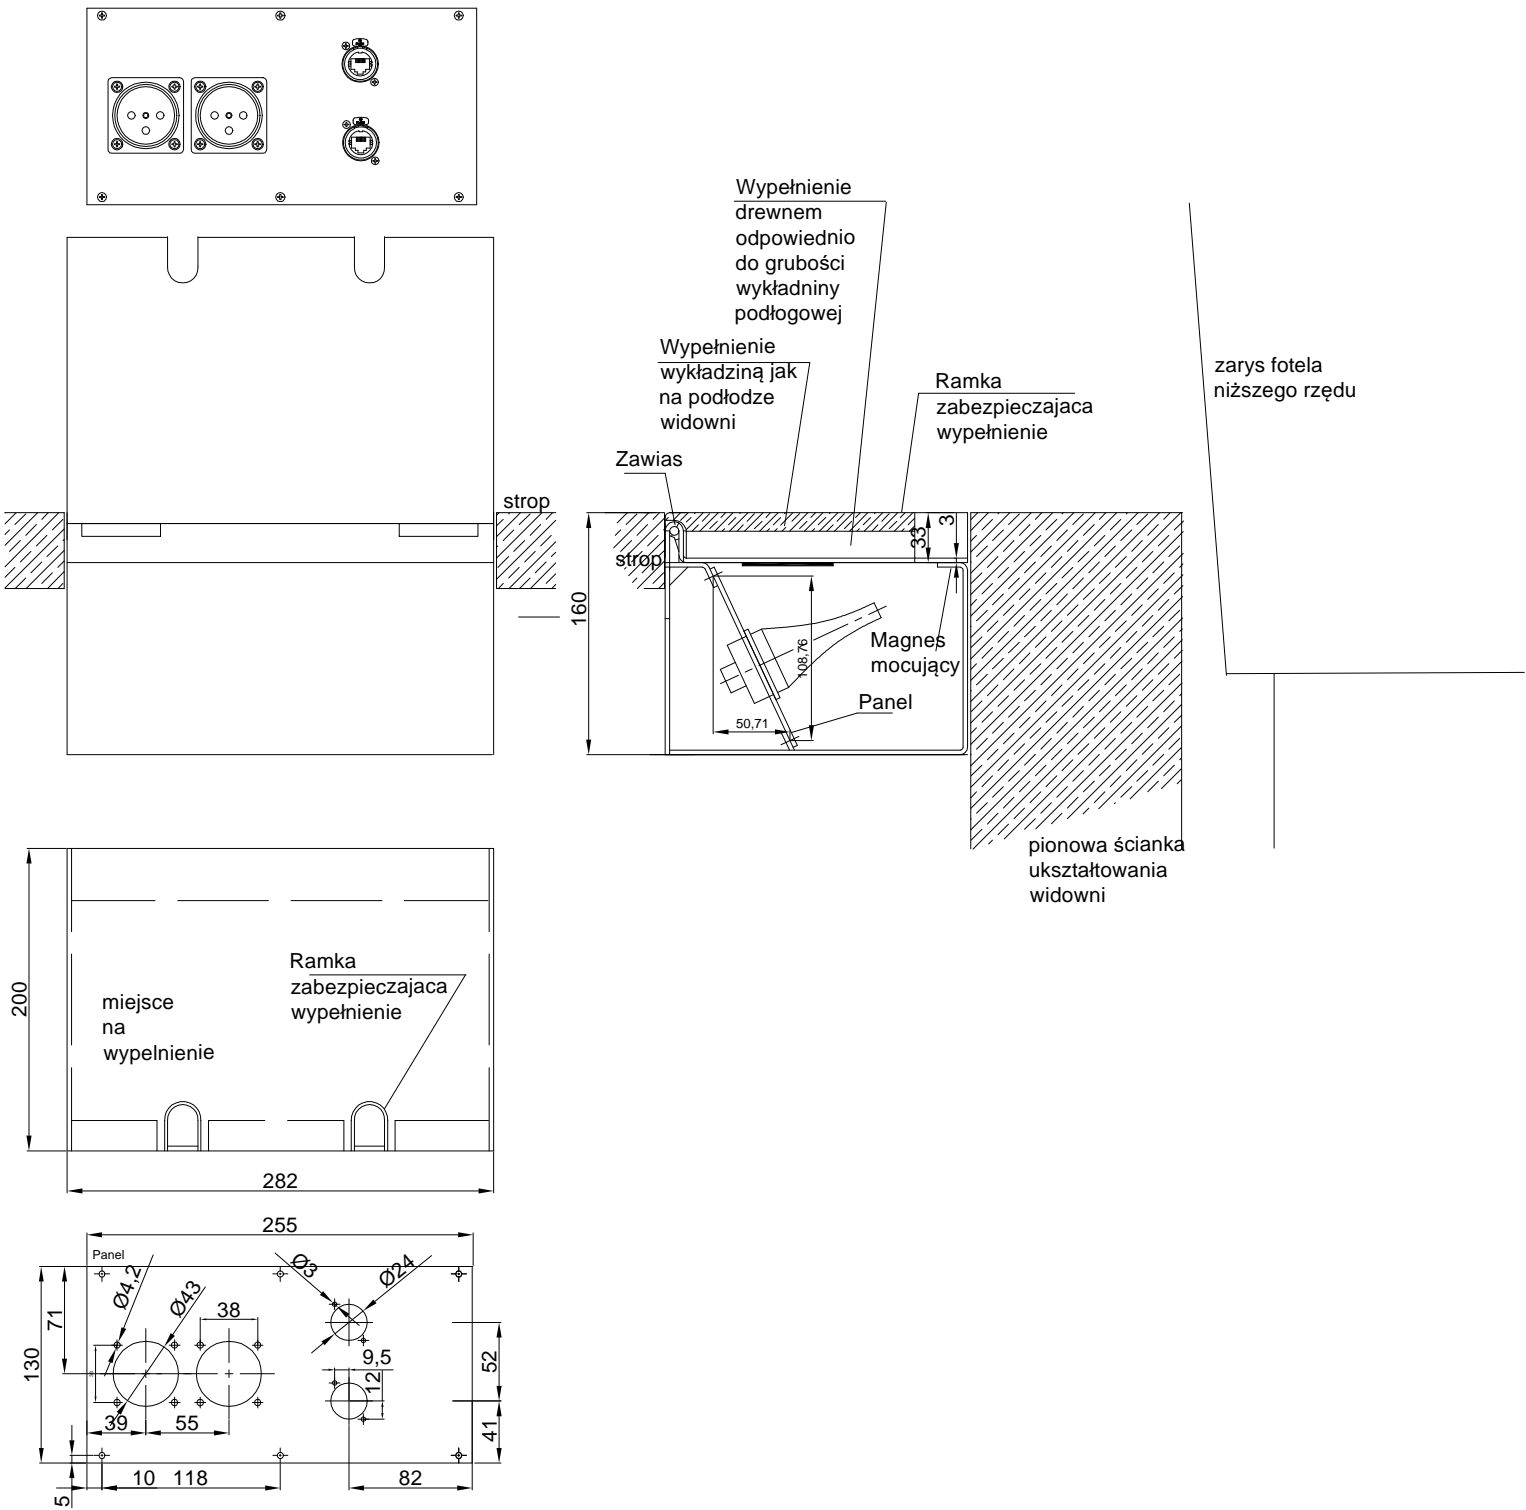 Wypełnienie
drewnem
odpowiednio
do grubości
wykładniny
podłogowej
Wypełnienie
wykładziną jak
na podłodze
widowni
Ramka
zabezpieczajaca
wypełnienie
zarys fotela
niższego rzędu
Zawias
strop
strop
33
3
160
108,76
50,71
Magnes
mocujący
Panel
pionowa ścianka
ukształtowania
widowni
200
miejsce
na
wypelnienie
Ramka
zabezpieczajaca
wypełnienie
282
255
Panel
Ø4,2
Ø43
38
Ø3
Ø24
71
130
9,5
12
52
41
39
55
10
118
82
5